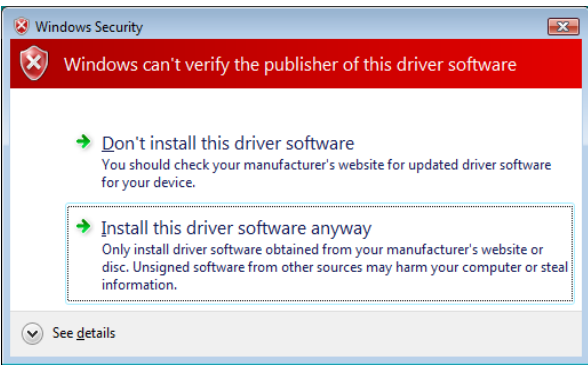 Windows Security
Windows can't verify the publisher of this driver software
Don't install this driver software
You should check your manufacturer's website for updated driver software
for your device.
Install this driver software anyway
Only install driver software obtained from your manufacturer's website or
disc. Unsigned software from other sources may harm your computer or steal
information.
See details